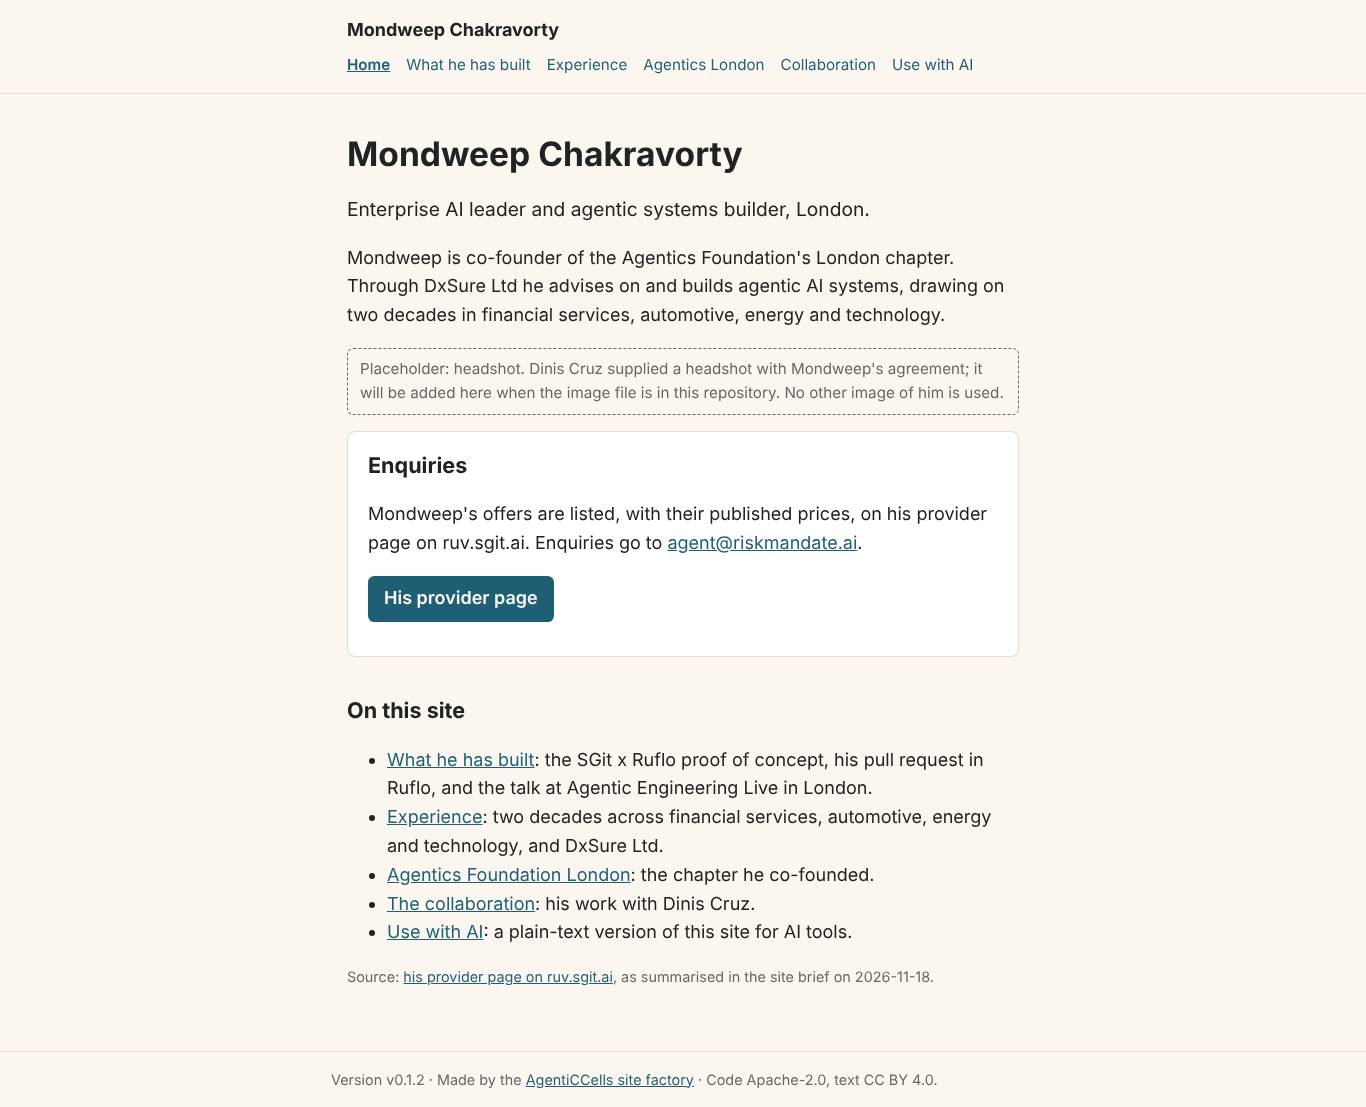 Mondweep Chakravorty
Home What he has built Experience Agentics London Collaboration Use with AI
Mondweep Chakravorty
Enterprise AI leader and agentic systems builder, London.
Mondweep is co-founder of the Agentics Foundation's London chapter.
Through DxSure Ltd he advises on and builds agentic AI systems, drawing on
two decades in financial services, automotive, energy and technology.
Placeholder: headshot. Dinis Cruz supplied a headshot with Mondweep's agreement; it
will be added here when the image file is in this repository. No other image of him is used.
Enquiries
Mondweep's offers are listed, with their published prices, on his provider
page on ruv.sgit.ai. Enquiries go to agent@riskmandate.ai.
His provider page
On this site
• What he has built: the SGit x Ruflo proof of concept, his pull request in
Ruflo, and the talk at Agentic Engineering Live in London.
• Experience: two decades across financial services, automotive, energy
and technology, and DxSure Ltd.
• Agentics Foundation London: the chapter he co-founded.
• The collaboration: his work with Dinis Cruz.
• Use with AI: a plain-text version of this site for AI tools.
Source: his provider page on ruv.sgit.ai, as summarised in the site brief on 2026-11-18.
Version v0.1.2 · Made by the AgentiCCells site factory · Code Apache-2.0, text CC BY 4.0.